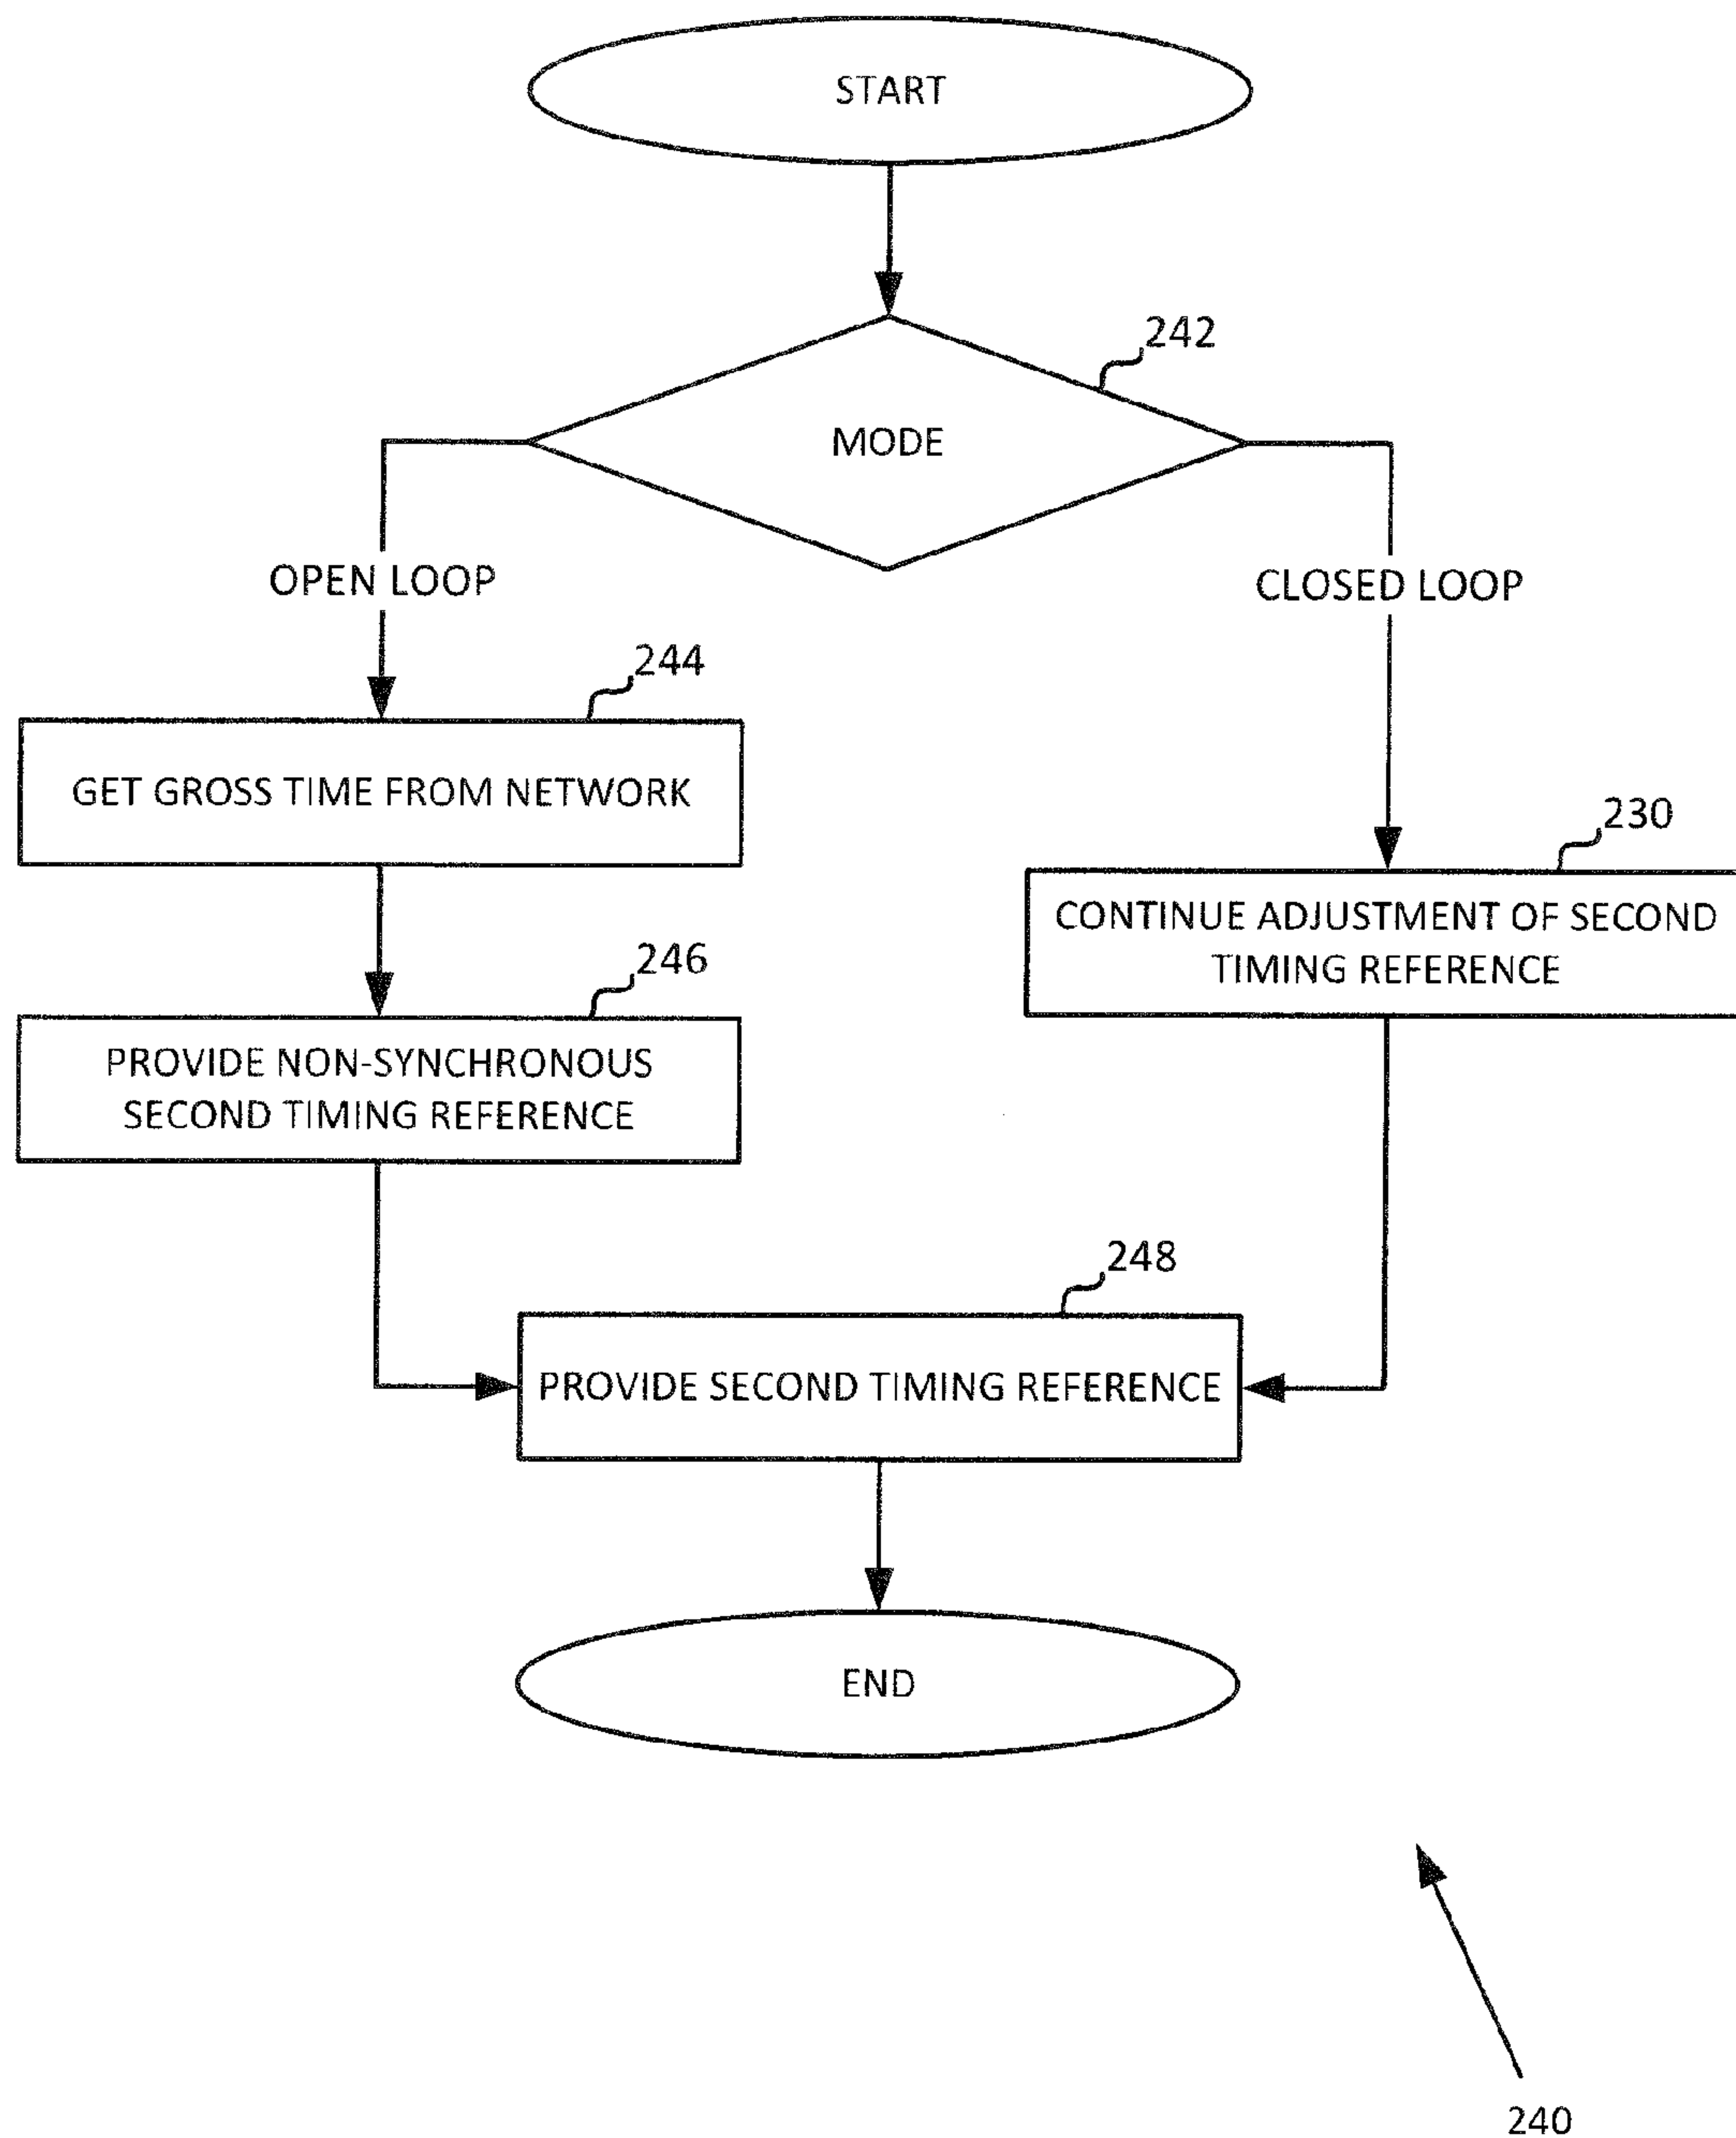 START
242
MODE
OPEN LOOP
CLOSED LOOP
244
GET GROSS TIME FROM NETWORK
230
CONTINUE ADJUSTMENT OF SECOND
TIMING REFERENCE
246
PROVIDE NON-SYNCHRONOUS
SECOND TIMING REFERENCE
248
PROVIDE SECOND TIMING REFERENCE
END
240